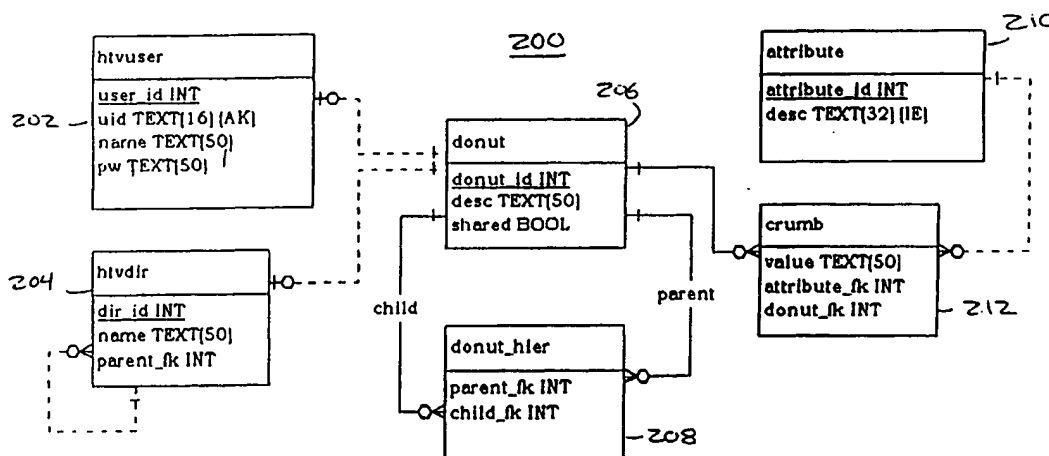 200
htvuser
user_id INT
uid TEXT(16) (AK)
name TEXT(50)
pw TEXT(50)
202
206
donut
donut_id INT
desc TEXT(50)
shared BOOL
210
attribute
attribute_id INT
desc TEXT(32) (IE)
204
htvdir
dir_id INT
name TEXT(50)
parent_fk INT
child
parent
crumb
value TEXT(50)
attribute_fk INT
donut_fk INT
212
donut_hier
parent_fk INT
child_fk INT
208